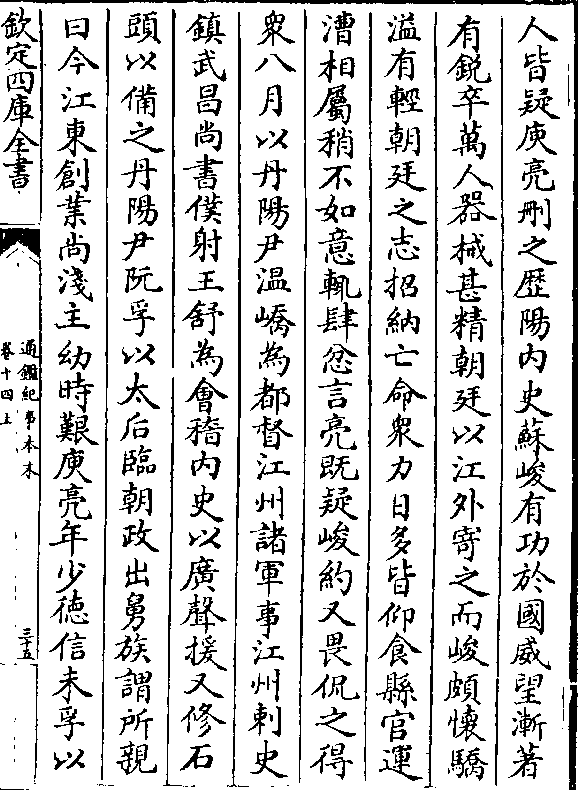 人皆疑庾亮刪之歴陽内史蘇峻有功於國威望漸著
有鋭卒萬人器械甚精朝廷以江外寄之而峻頗懷驕
溢有輕朝廷之志招納亡命衆力日多皆仰食縣官運
漕相屬稍不如意輒肆忿言亮既疑峻約又畏侃之得
衆八月以丹陽尹温嶠為都督江州諸軍事江州刺史
鎮武昌尚書僕射王舒為會稽内史以廣聲援又修石
頭以備之丹陽尹阮孚以太后臨朝政出舅族謂所親
曰今江東創業尚淺主幼時艱庾亮年少德信未孚以
欽定四庫全書
通鑑紀事本末
卷十四上
三十五